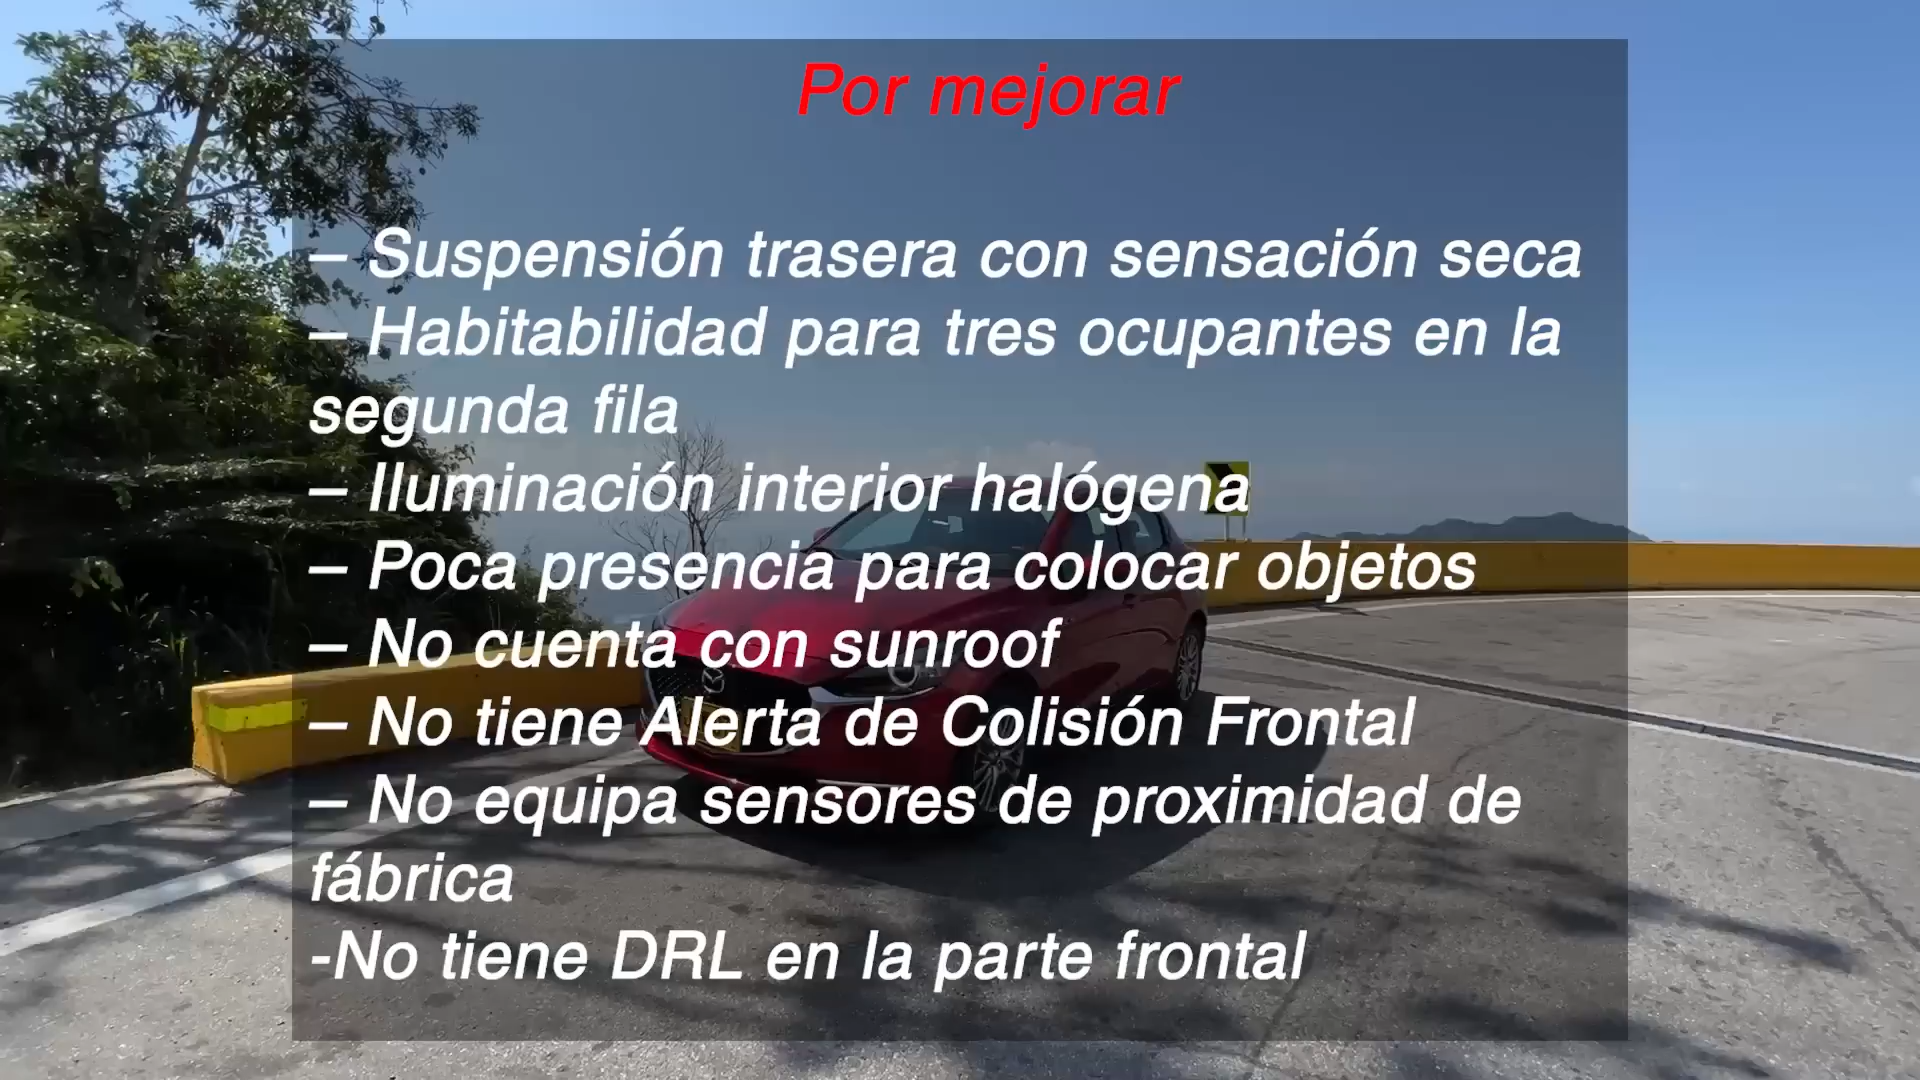 Por mejorar
– Suspensión trasera con sensación seca
– Habitabilidad para tres ocupantes en la
segunda fila
– Iluminación interior halógena
– Poca presencia para colocar objetos
– No cuenta con sunroof
– No tiene Alerta de Colisión Frontal
– No equipa sensores de proximidad de
fábrica
-No tiene DRL en la parte frontal